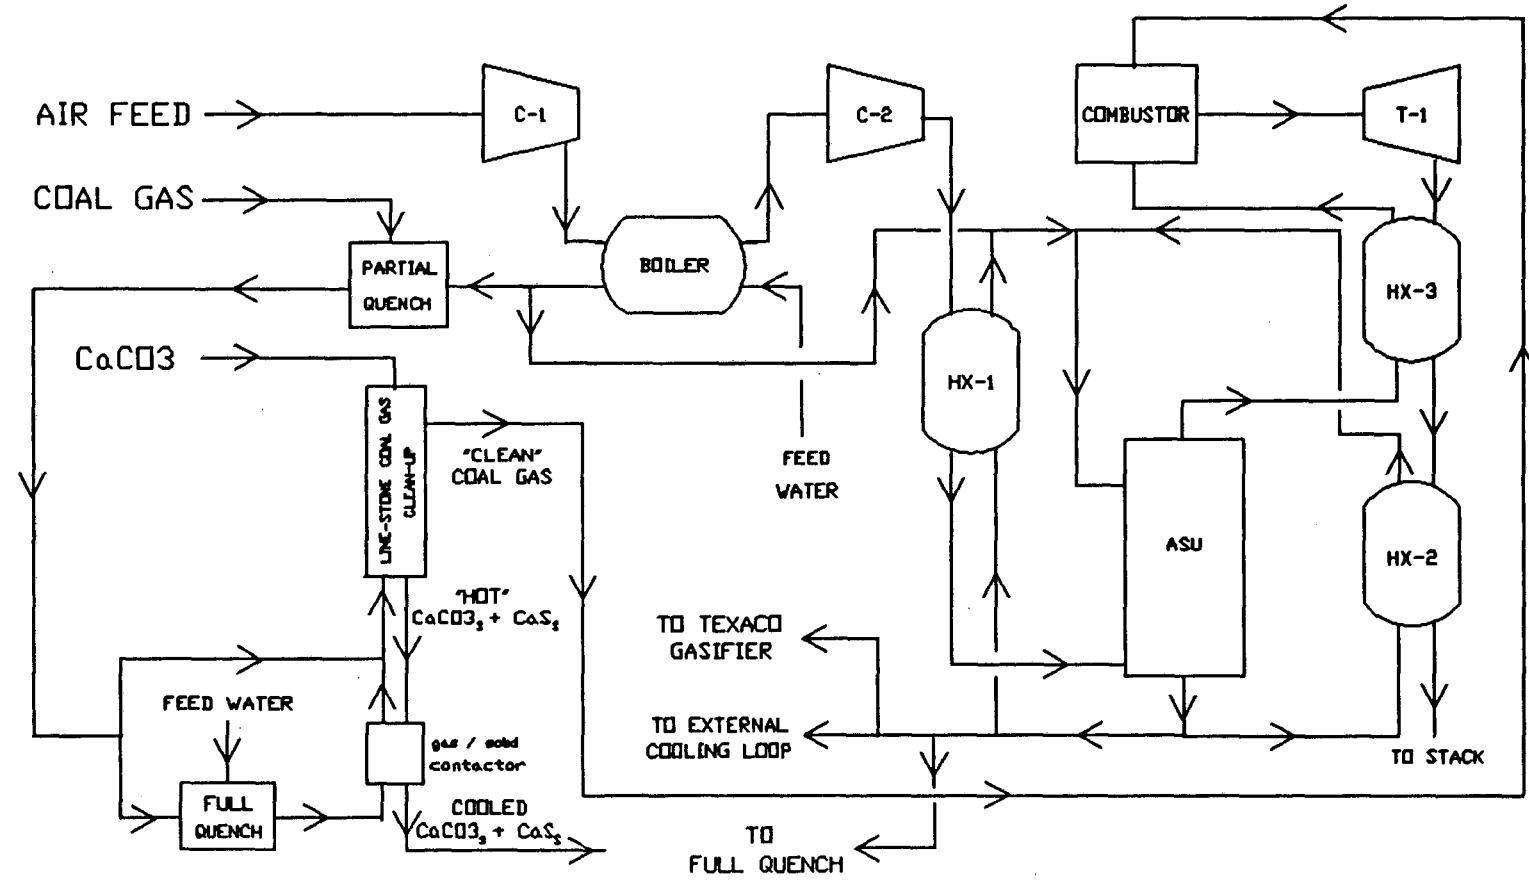 AIR FEED
C-1
C-2
COMBUSTOR
T-1
COAL GAS
PARTIAL
QUENCH
BOILER
HX-3
CaCO3
HX-1
LIME-STONE COAL GAS
CLEAN-UP
"CLEAN"
COAL GAS
FEED
WATER
ASU
HX-2
"HOT"
CaCO3s + CaSs
TO TEXACO
GASIFIER
FEED WATER
TO EXTERNAL
COOLING LOOP
gas / solid
contactor
TO STACK
FULL
QUENCH
COOLED
CaCO3s + CaSs
TO
FULL QUENCH